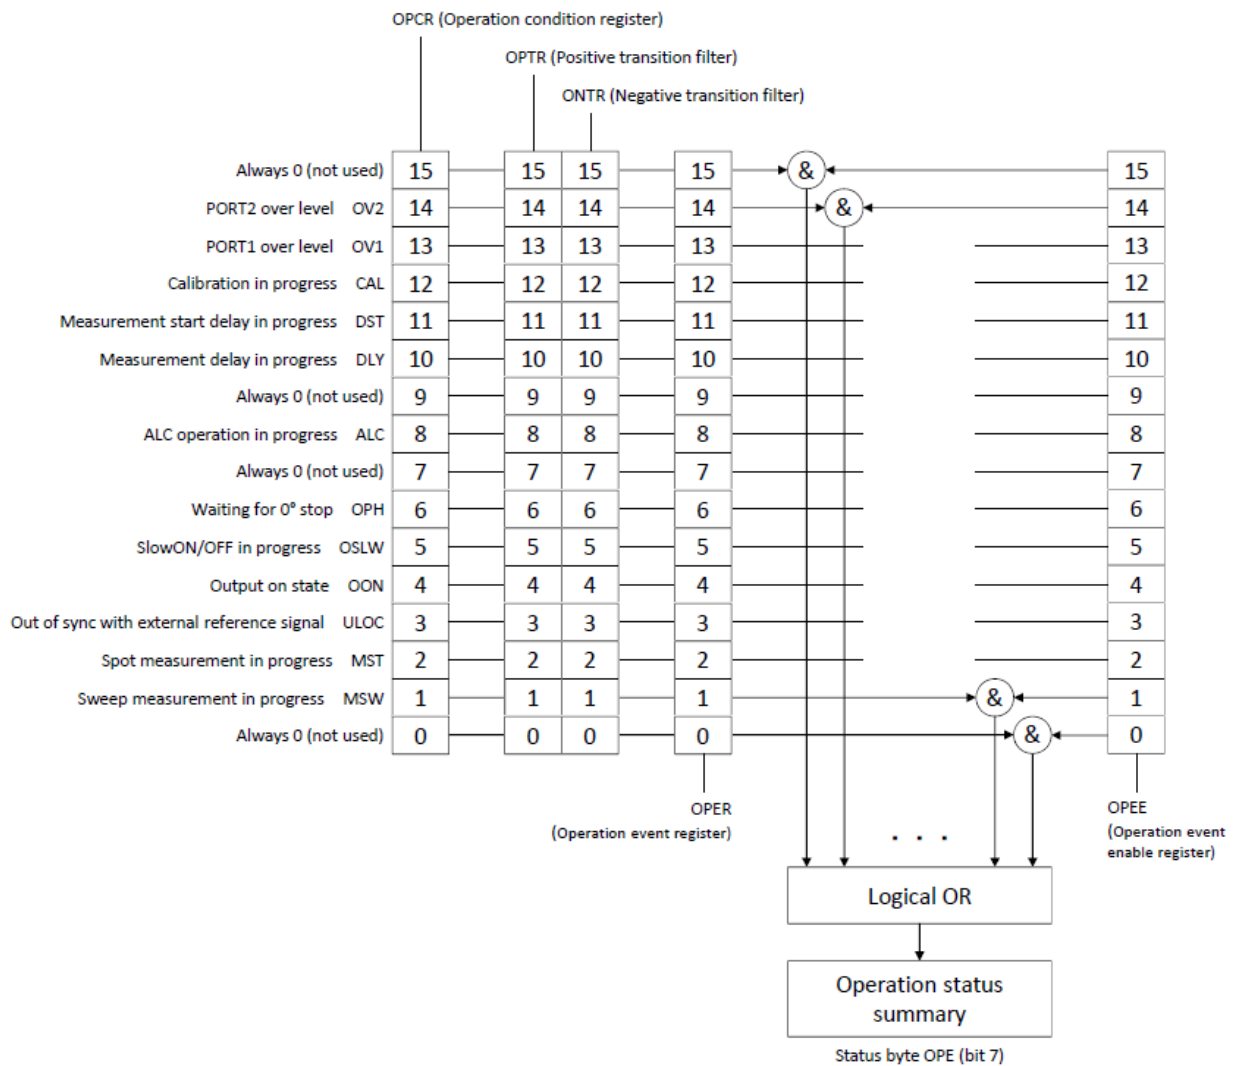 OPCR (Operation condition register)
OPTR (Positive transition filter)
ONTR (Negative transition filter)
Always 0 (not used) 15 15 15 15 & 15
PORT2 over level OV2 14 14 14 14 & 14
PORT1 over level OV1 13 13 13 13 13
Calibration in progress CAL 12 12 12 12 12
Measurement start delay in progress DST 11 11 11 11 11
Measurement delay in progress DLY 10 10 10 10 10
Always 0 (not used) 9 9 9 9 9
ALC operation in progress ALC 8 8 8 8 8
Always 0 (not used) 7 7 7 7 7
Waiting for 0° stop OPH 6 6 6 6 6
SlowON/OFF in progress OSLW 5 5 5 5 5
Output on state OON 4 4 4 4 4
Out of sync with external reference signal ULOC 3 3 3 3 3
Spot measurement in progress MST 2 2 2 2 2
Sweep measurement in progress MSW 1 1 1 1 & 1
Always 0 (not used) 0 0 0 0 & 0
OPER
(Operation event register)
OPEE
(Operation event
enable register)
. . .
Logical OR
Operation status
summary
Status byte OPE (bit 7)